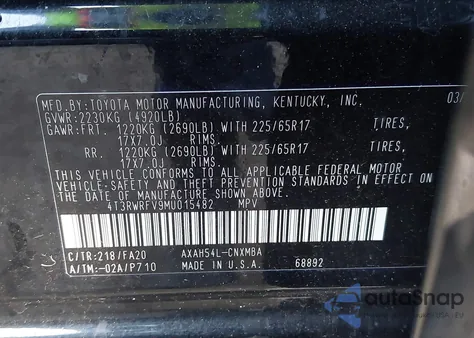 MFD.BY:TOYOTA MOTOR MANUFACTURING, KENTUCKY, INC. 03/
GVWR:2230KG (4920LB)
GAWR:FRT. 1220KG (2690LB) WITH 225/65R17 TIRES,
17X7.0J RIMS.
RR. 1220KG (2690LB) WITH 225/65R17 TIRES,
17X7.0J RIMS.
THIS VEHICLE CONFORMS TO ALL APPLICABLE FEDERAL MOTOR
VEHICLE-SAFETY AND THEFT PREVENTION STANDARDS IN EFFECT
AT THE DATE OF MANUFACTURE SHOWN ABOVE.
4T3RWRFV9MU015482 MPV
C/TR:218/FA20 AXAH54L-CNXMBA
A/TM:-02A/P710 MADE IN U.S.A. 68892
autoSnap